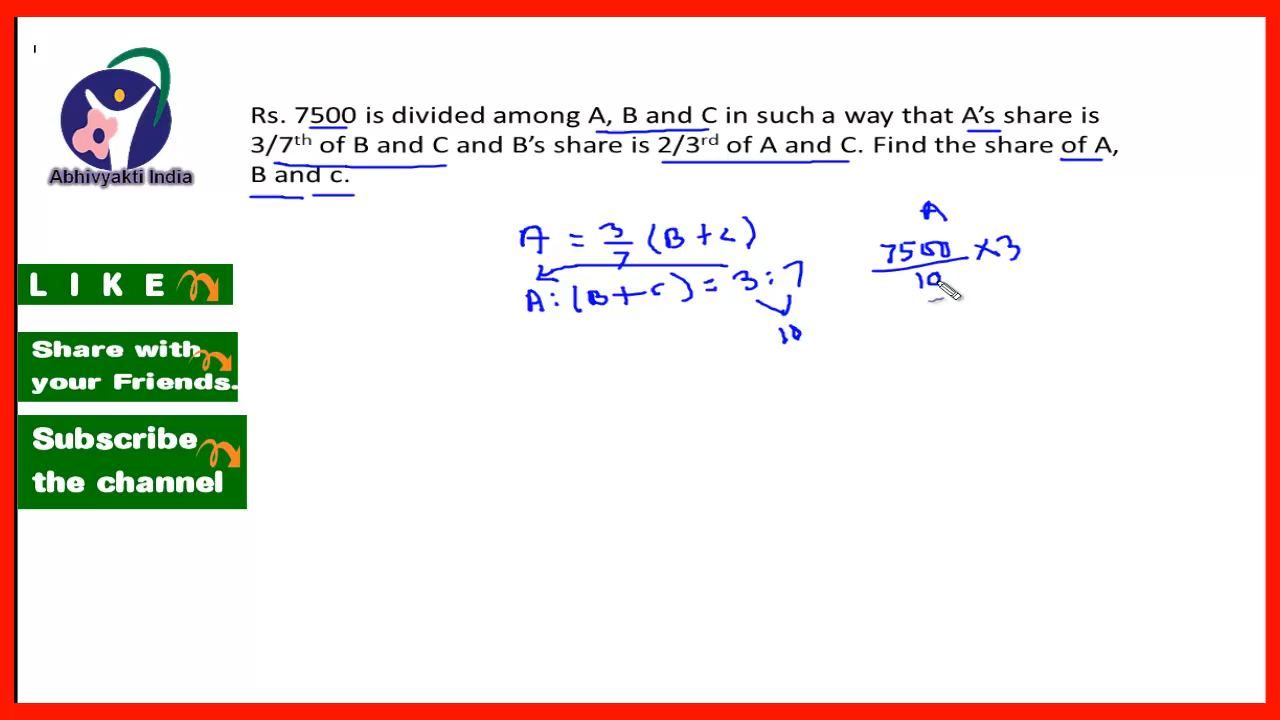 Abhivyakti India
Rs. 7500 is divided among A, B and C in such a way that A's share is
3/7th of B and C and B's share is 2/3rd of A and C. Find the share of A,
B and c.
A = 3/7 (B+C)
A:(B+C) = 3:7
10
A
7500/10 ×3
LIKE
Share with
your Friends.
Subscribe
the channel